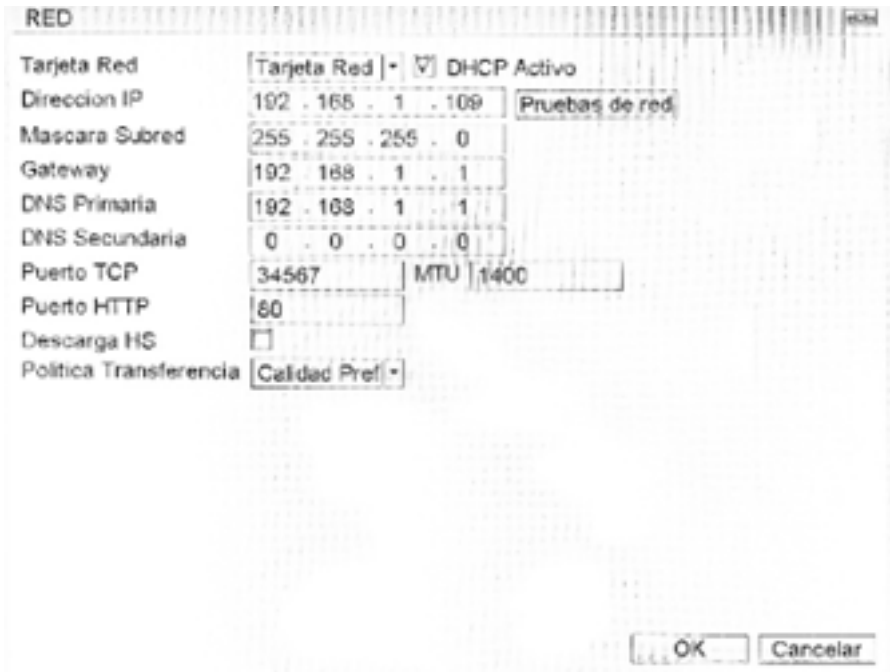 RED
Tarjeta Red Tarjeta Red DHCP Activo
Direccion IP 192 . 168 . 1 . 109 Pruebas de red
Mascara Subred 255 . 255 . 255 . 0
Gateway 192 . 168 . 1 . 1
DNS Primaria 192 . 168 . 1 . 1
DNS Secundaria 0 . 0 . 0 . 0
Puerto TCP 34567 MTU 1400
Puerto HTTP 80
Descarga HS
Politica Transferencia Calidad Pref
OK Cancelar